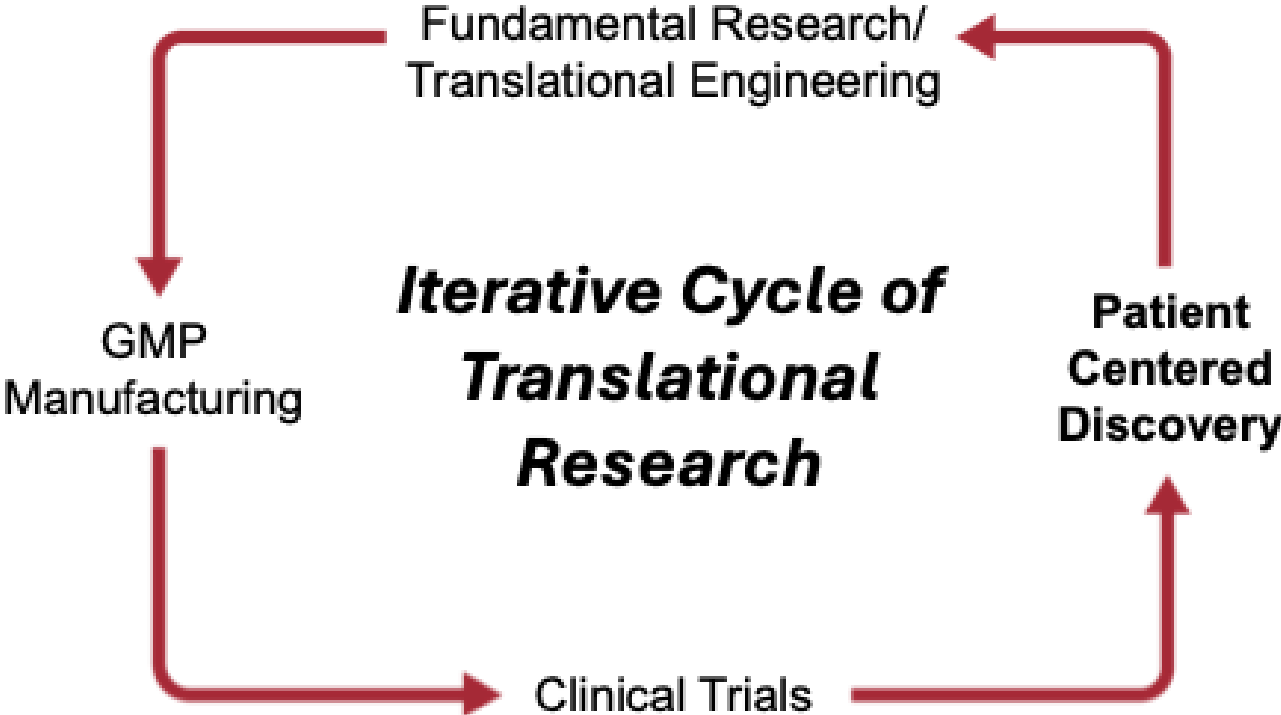 Fundamental Research/
Translational Engineering
Iterative Cycle of
Translational
Research
GMP
Manufacturing
Patient
Centered
Discovery
Clinical Trials